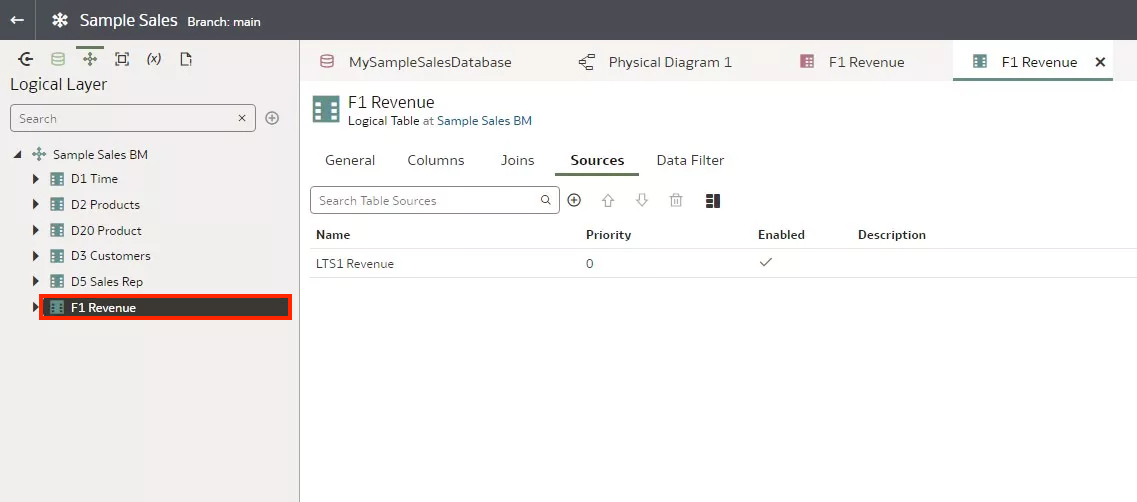 Sample Sales Branch: main
(x)
Logical Layer
Search
Sample Sales BM
D1 Time
D2 Products
D20 Product
D3 Customers
D5 Sales Rep
F1 Revenue
MySampleSalesDatabase Physical Diagram 1 F1 Revenue F1 Revenue
F1 Revenue
Logical Table at Sample Sales BM
General Columns Joins Sources Data Filter
Search Table Sources
Name Priority Enabled Description
LTS1 Revenue 0